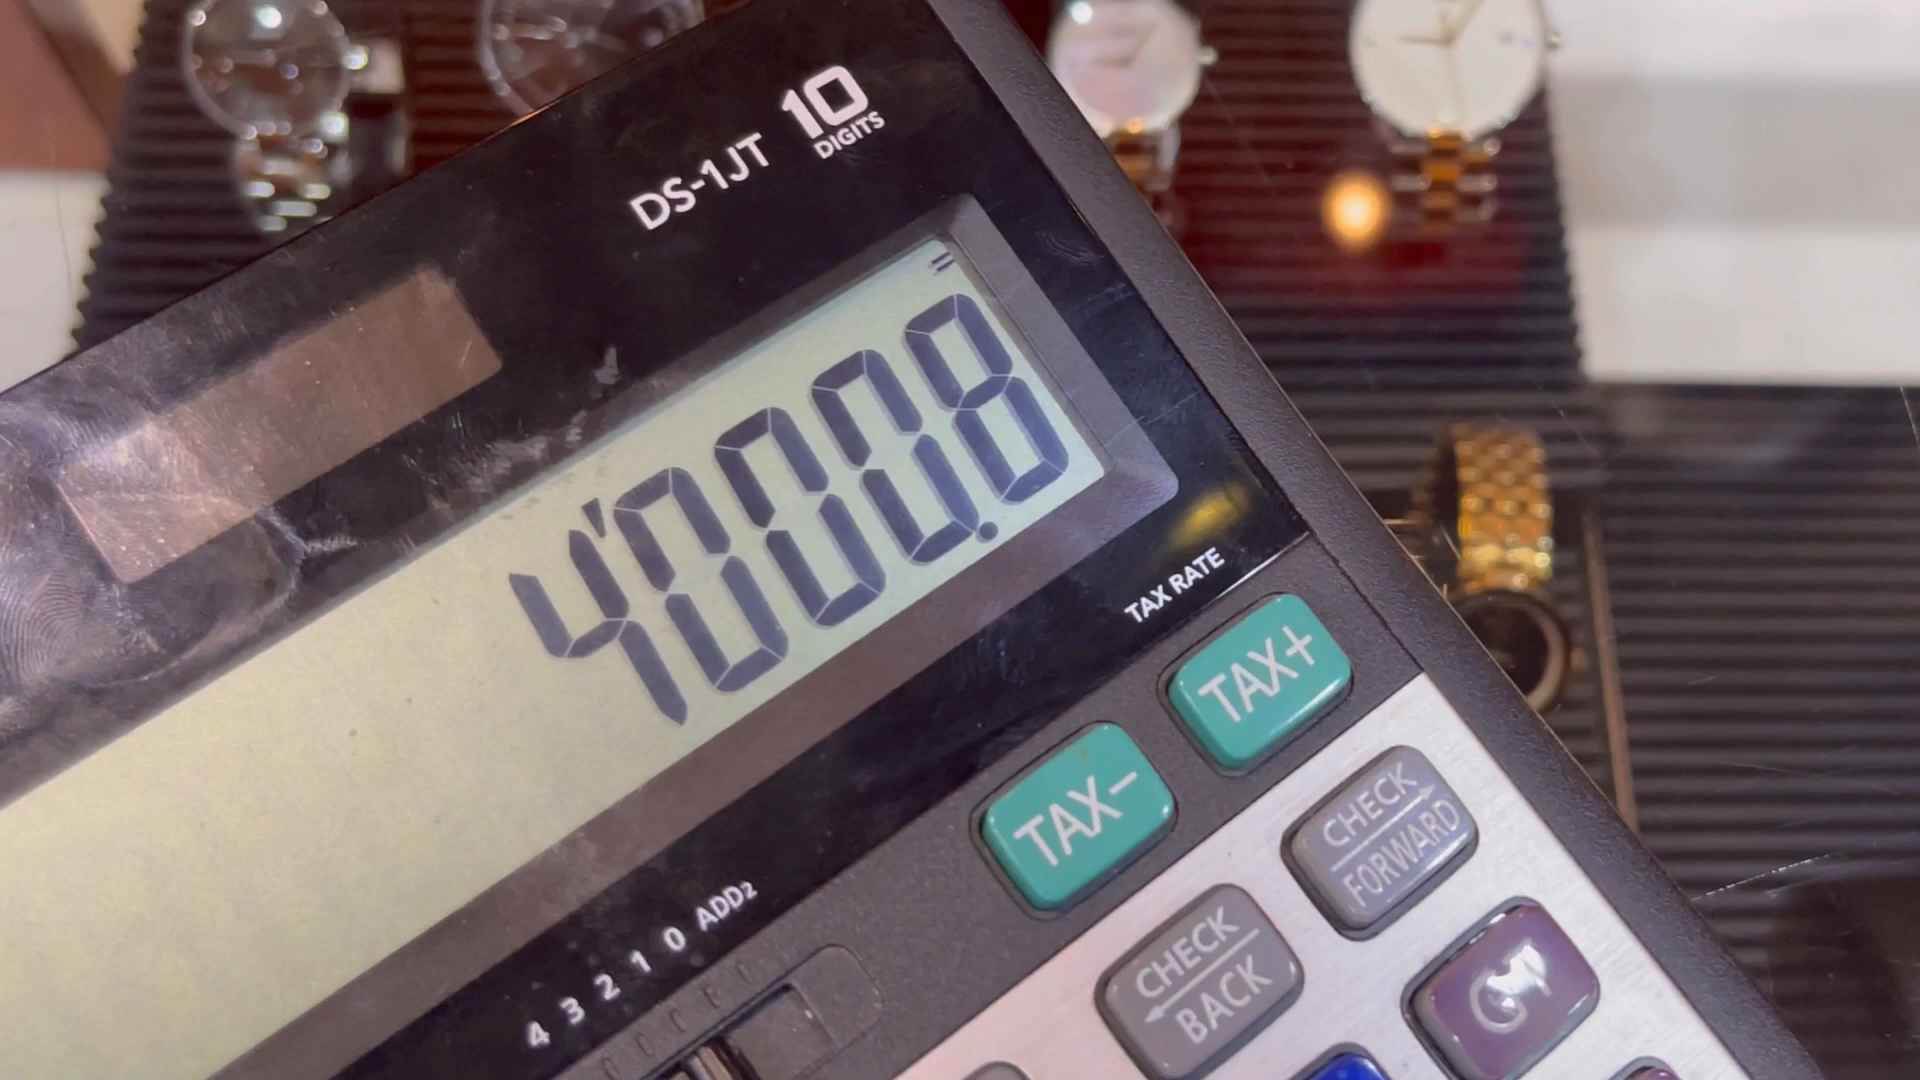 DS-1JT
10
DIGITS
=
4'000.8
TAX RATE
TAX+
TAX-
CHECK
FORWARD
CHECK
BACK
4 3 2 1 0 ADD2